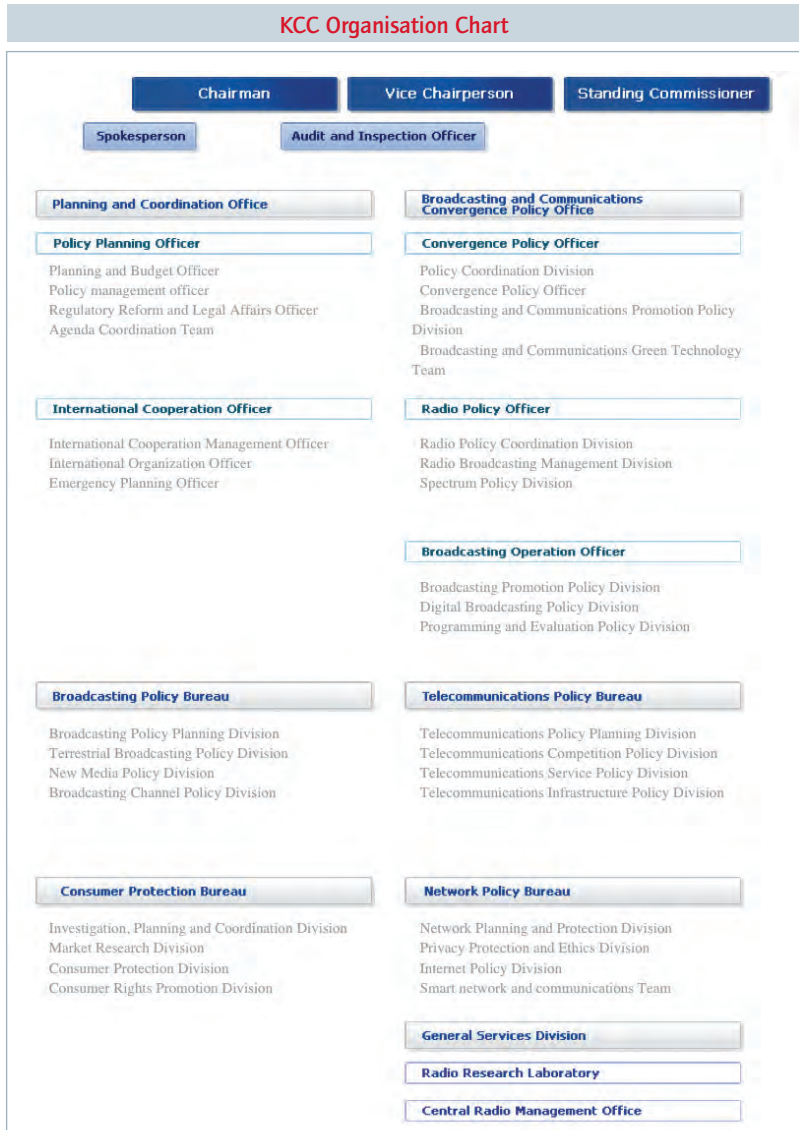 KCC Organisation Chart
Chairman
Vice Chairperson
Standing Commissioner
Spokesperson
Audit and Inspection Officer
Planning and Coordination Office
Policy Planning Officer
Planning and Budget Officer
Policy management officer
Regulatory Reform and Legal Affairs Officer
Agenda Coordination Team
International Cooperation Officer
International Cooperation Management Officer
International Organization Officer
Emergency Planning Officer
Broadcasting and Communications
Convergence Policy Office
Convergence Policy Officer
Policy Coordination Division
Convergence Policy Officer
Broadcasting and Communications Promotion Policy
Division
Broadcasting and Communications Green Technology
Team
Radio Policy Officer
Radio Policy Coordination Division
Radio Broadcasting Management Division
Spectrum Policy Division
Broadcasting Operation Officer
Broadcasting Promotion Policy Division
Digital Broadcasting Policy Division
Programming and Evaluation Policy Division
Broadcasting Policy Bureau
Broadcasting Policy Planning Division
Terrestrial Broadcasting Policy Division
New Media Policy Division
Broadcasting Channel Policy Division
Telecommunications Policy Bureau
Telecommunications Policy Planning Division
Telecommunications Competition Policy Division
Telecommunications Service Policy Division
Telecommunications Infrastructure Policy Division
Consumer Protection Bureau
Investigation, Planning and Coordination Division
Market Research Division
Consumer Protection Division
Consumer Rights Promotion Division
Network Policy Bureau
Network Planning and Protection Division
Privacy Protection and Ethics Division
Internet Policy Division
Smart network and communications Team
General Services Division
Radio Research Laboratory
Central Radio Management Office